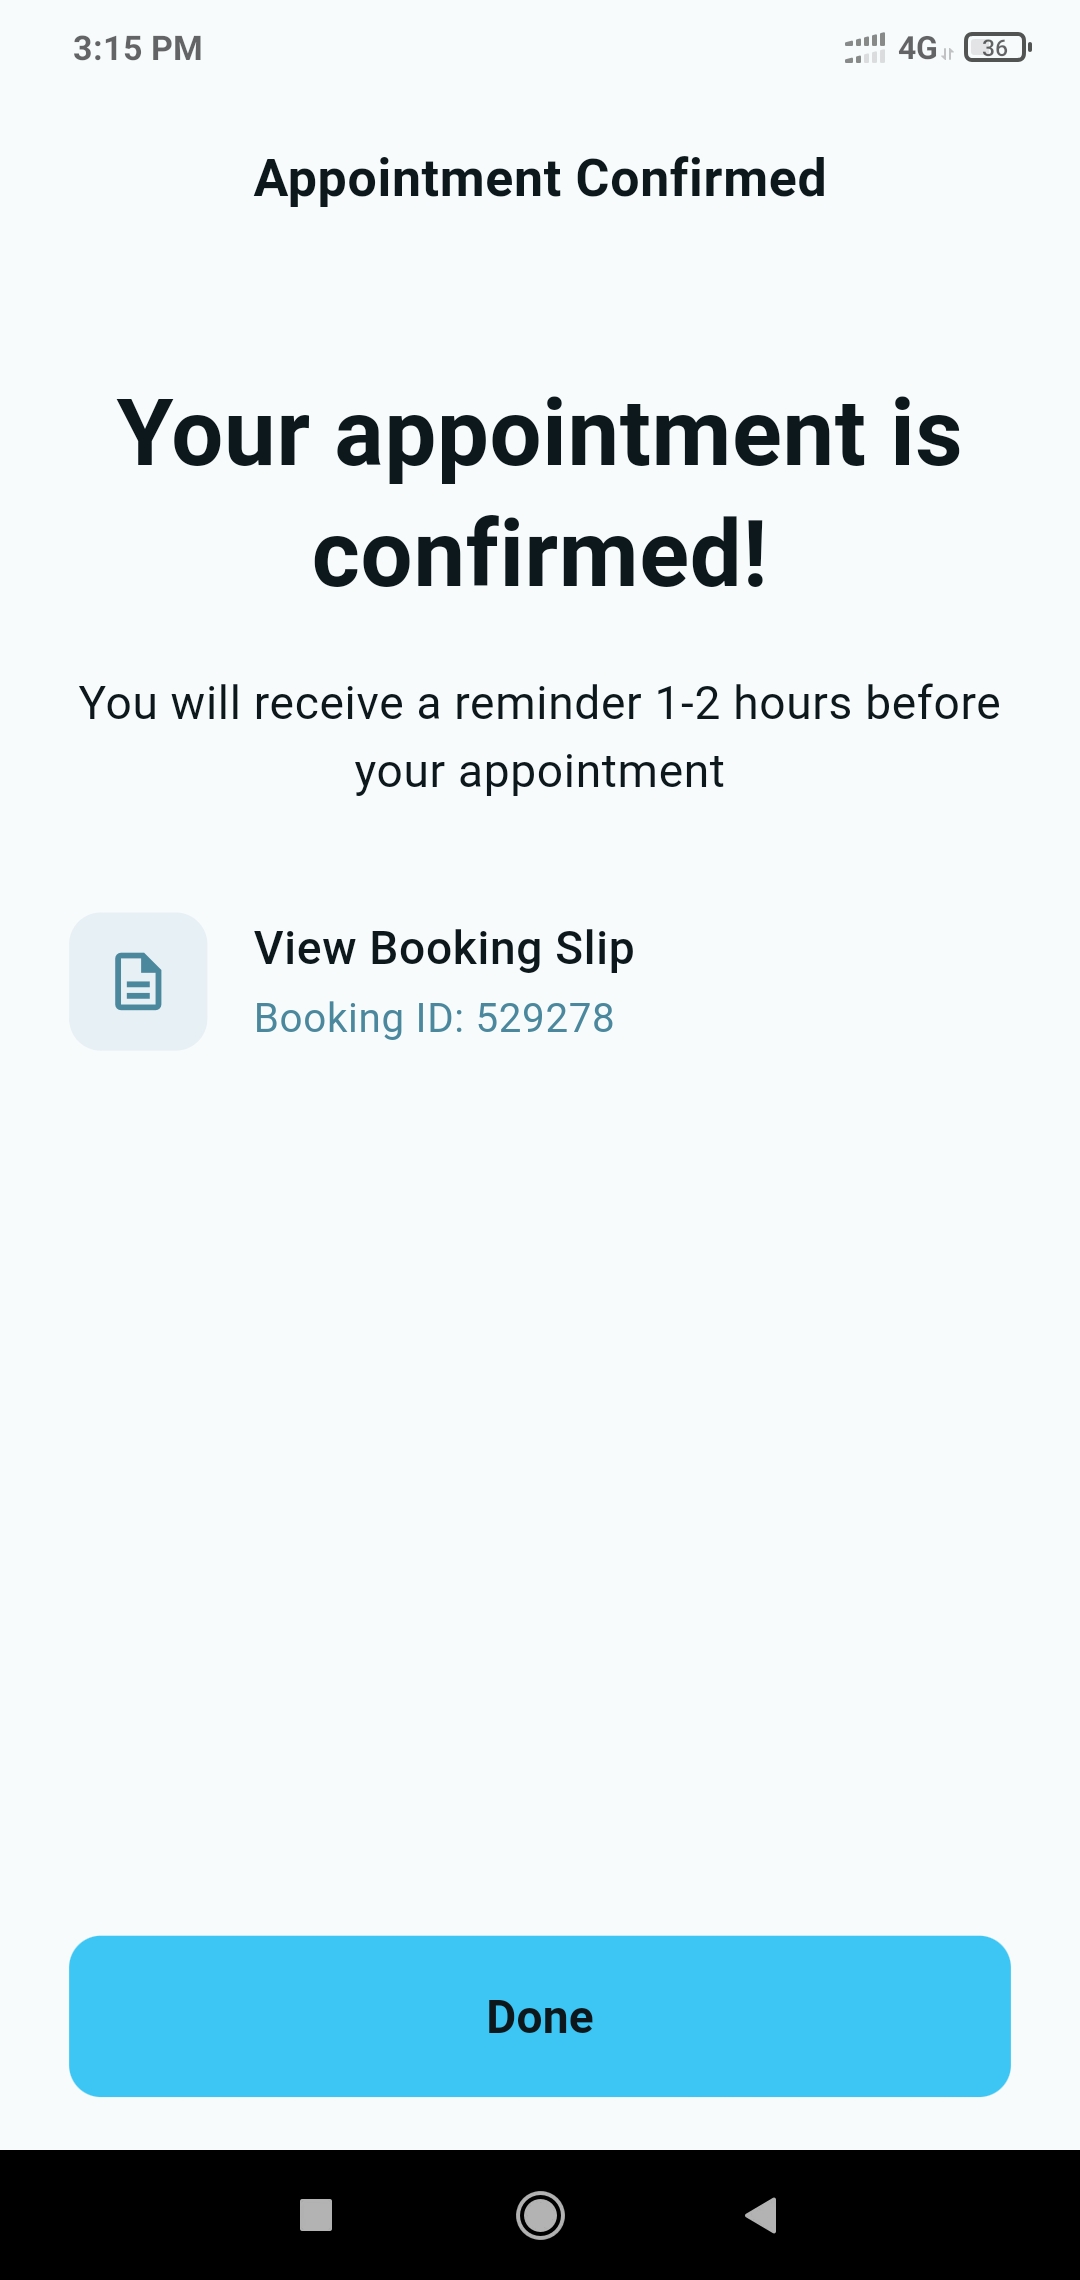 3:15 PM 4G 36
Appointment Confirmed
Your appointment is
confirmed!
You will receive a reminder 1-2 hours before
your appointment
View Booking Slip
Booking ID: 529278
Done